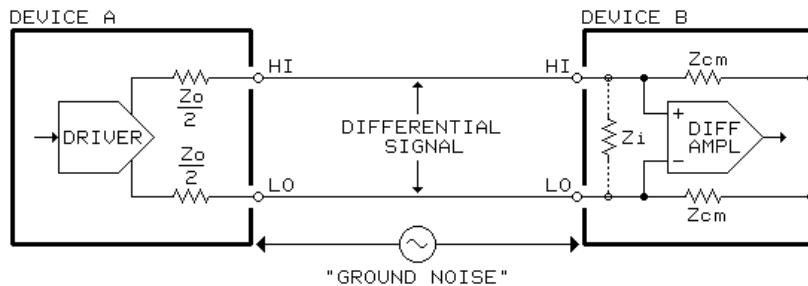 DEVICE A
DEVICE B
HI
HI
Zcm
Zo
2
DRIVER
DIFFERENTIAL
SIGNAL
Zi
+
DIFF
AMPL
−
Zo
2
LO
LO
Zcm
"GROUND NOISE"